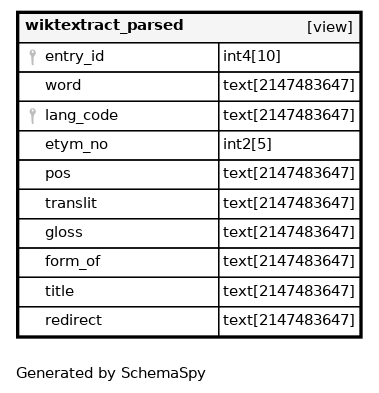 wiktextract_parsed [view]
entry_id int4[10]
word text[2147483647]
lang_code text[2147483647]
etym_no int2[5]
pos text[2147483647]
translit text[2147483647]
gloss text[2147483647]
form_of text[2147483647]
title text[2147483647]
redirect text[2147483647]
Generated by SchemaSpy